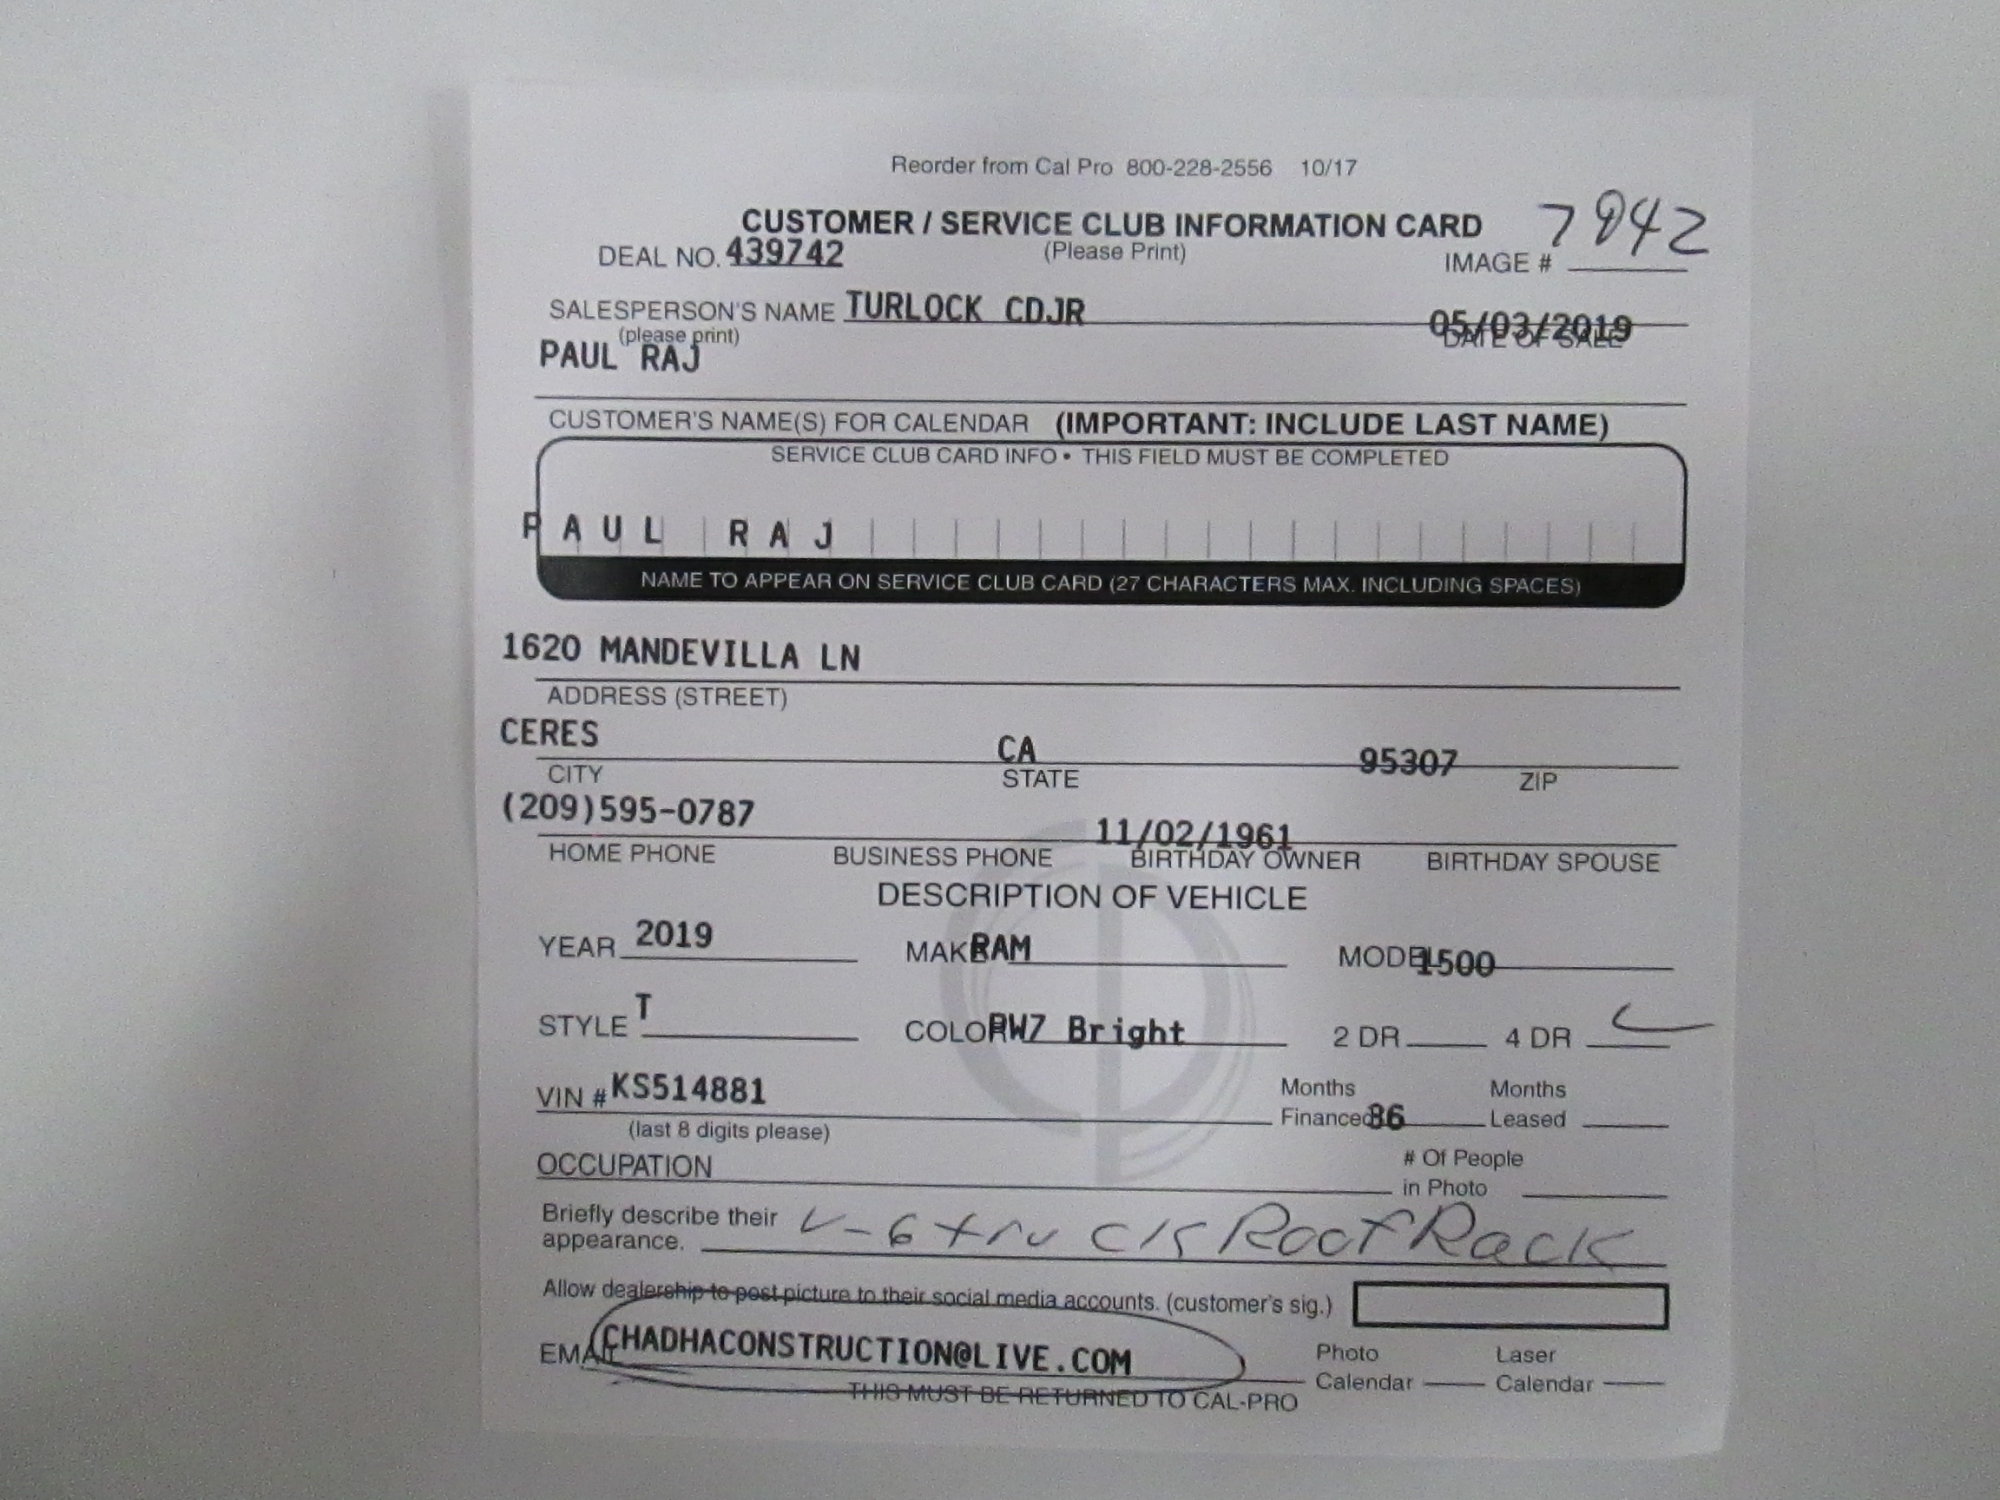 Reorder from Cal Pro 800-228-2556 10/17
CUSTOMER / SERVICE CLUB INFORMATION CARD
7842
DEAL NO. 439742 (Please Print) IMAGE #
SALESPERSON'S NAME TURLOCK CDJR 05/03/2019
(please print) DATE OF SALE
PAUL RAJ
CUSTOMER'S NAME(S) FOR CALENDAR (IMPORTANT: INCLUDE LAST NAME)
SERVICE CLUB CARD INFO • THIS FIELD MUST BE COMPLETED
PAUL RAJ
NAME TO APPEAR ON SERVICE CLUB CARD (27 CHARACTERS MAX. INCLUDING SPACES)
1620 MANDEVILLA LN
ADDRESS (STREET)
CERES CA 95307
CITY STATE ZIP
(209)595-0787 11/02/1961
HOME PHONE BUSINESS PHONE BIRTHDAY OWNER BIRTHDAY SPOUSE
DESCRIPTION OF VEHICLE
YEAR 2019 MAKE RAM MODEL 1500
STYLE T COLOR PW7 Bright 2 DR 4 DR
VIN # KS514881 Months Financed 36 Months Leased
(last 8 digits please)
OCCUPATION # Of People in Photo
Briefly describe their appearance. V-6 truck Roof Rack
Allow dealership to post picture to their social media accounts. (customer's sig.)
EMAIL CHADHACONSTRUCTION@LIVE.COM Photo Calendar Laser Calendar
THIS MUST BE RETURNED TO CAL-PRO